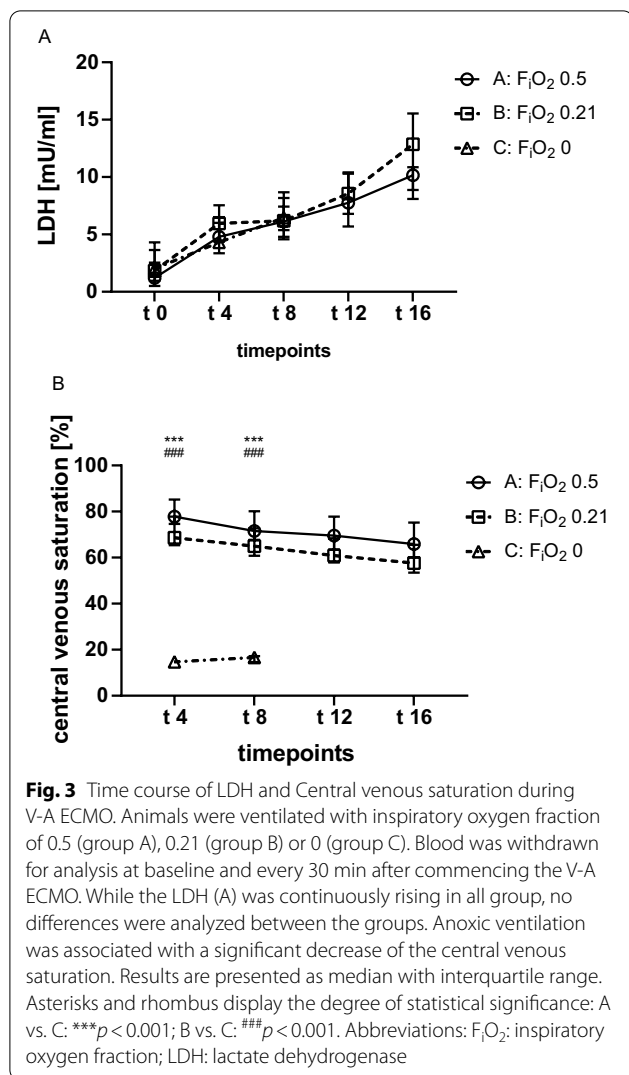 A
LDH [mU/ml]
20
15
10
5
0
t 0 t 4 t 8 t 12 t 16
timepoints
A: FiO2 0.5
B: FiO2 0.21
C: FiO2 0
B
central venous saturation [%]
*** ***
### ###
100
80
60
40
20
0
t 4 t 8 t 12 t 16
timepoints
A: FiO2 0.5
B: FiO2 0.21
C: FiO2 0
Fig. 3 Time course of LDH and Central venous saturation during
V-A ECMO. Animals were ventilated with inspiratory oxygen fraction
of 0.5 (group A), 0.21 (group B) or 0 (group C). Blood was withdrawn
for analysis at baseline and every 30 min after commencing the V-A
ECMO. While the LDH (A) was continuously rising in all group, no
differences were analyzed between the groups. Anoxic ventilation
was associated with a significant decrease of the central venous
saturation. Results are presented as median with interquartile range.
Asterisks and rhombus display the degree of statistical significance: A
vs. C: ***p < 0.001; B vs. C: ###p < 0.001. Abbreviations: FiO2: inspiratory
oxygen fraction; LDH: lactate dehydrogenase